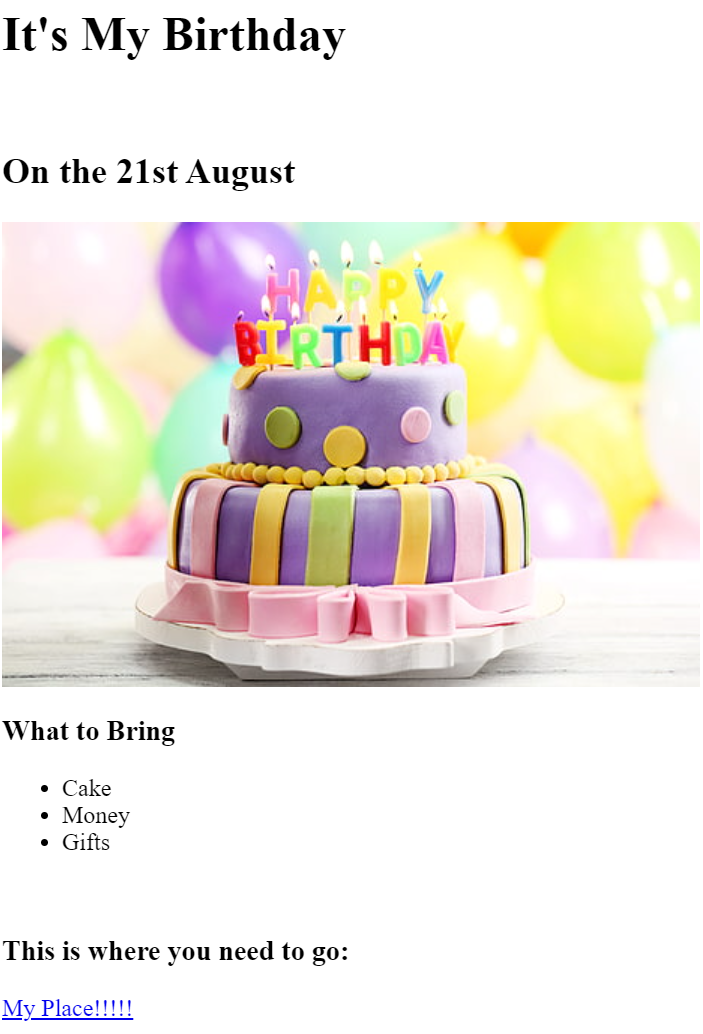 It's My Birthday
On the 21st August
HAPPY
BIRTHDAY
What to Bring
Cake
Money
Gifts
This is where you need to go:
My Place!!!!!